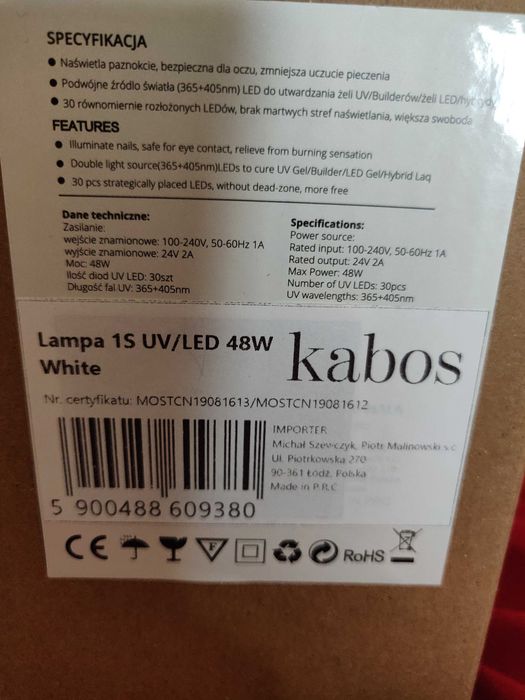 SPECYFIKACJA
● Naświetla paznokcie, bezpieczna dla oczu, zmniejsza uczucie pieczenia
● Podwójne źródło światła (365+405nm) LED do utwardzania żeli UV/Builderów/żeli LED/hybrydy
● 30 równomiernie rozłożonych LEDów, brak martwych stref naświetlania, większa swoboda
FEATURES
● Illuminate nails, safe for eye contact, relieve from burning sensation
● Double light source(365+405nm)LEDs to cure UV Gel/Builder/LED Gel/Hybrid Laq
● 30 pcs strategically placed LEDs, without dead-zone, more free
Dane techniczne:
Zasilanie:
wejście znamionowe: 100-240V, 50-60Hz 1A
wyjście znamionowe: 24V 2A
Moc: 48W
Ilość diod UV LED: 30szt
Długość fal UV: 365+405nm
Specifications:
Power source:
Rated input: 100-240V, 50-60Hz 1A
Rated output: 24V 2A
Max Power: 48W
Number of UV LEDs: 30pcs
UV wavelengths: 365+405nm
Lampa 1S UV/LED 48W
White
kabos
Nr. certyfikatu: MOSTCN19081613/MOSTCN19081612
IMPORTER
Michał Szewczyk, Piotr Malinowski s.c
Ul. Piotrkowska 270
90-361 Łódź, Polska
Made in P.R.C
5 900488 609380
CE F RoHS